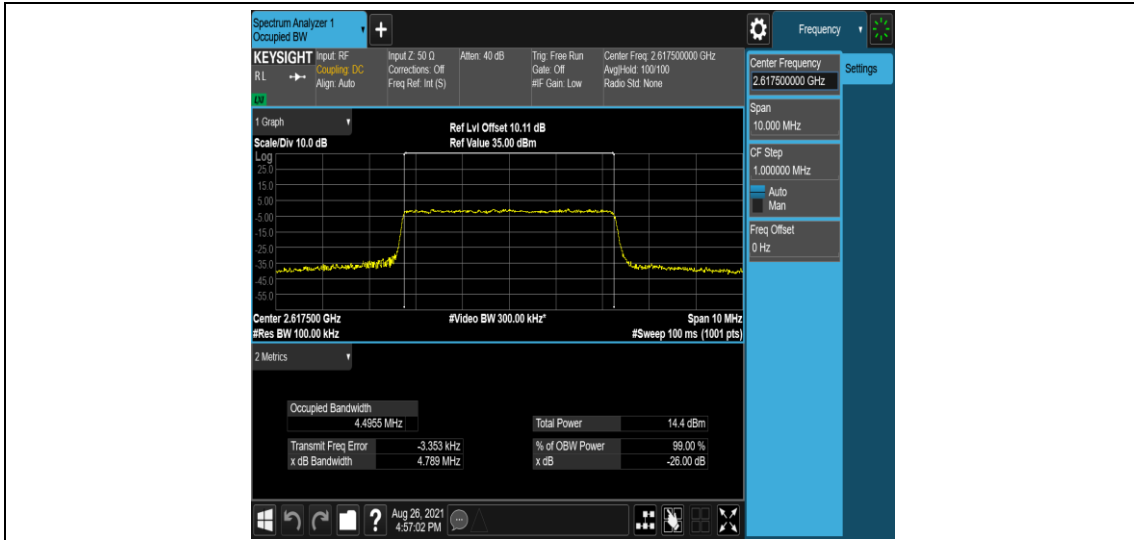 Spectrum Analyzer 1
Occupied BW
+
Frequency
KEYSIGHT
RL
Input: RF
Coupling: DC
Align: Auto
Input Z: 50 Ω
Corrections: Off
Freq Ref: Int (S)
Atten: 40 dB
Trig: Free Run
Gate: Off
#IF Gain: Low
Center Freq: 2.617500000 GHz
Avg|Hold: 100/100
Radio Std: None
Center Frequency
2.617500000 GHz
Settings
Span
10.000 MHz
CF Step
1.000000 MHz
Auto
Man
Freq Offset
0 Hz
1 Graph
Ref Lvl Offset 10.11 dB
Scale/Div 10.0 dB
Ref Value 35.00 dBm
Log
25.0
15.0
5.00
-5.00
-15.0
-25.0
-35.0
-45.0
-55.0
Center 2.617500 GHz
#Video BW 300.00 kHz*
Span 10 MHz
#Res BW 100.00 kHz
#Sweep 100 ms (1001 pts)
2 Metrics
Occupied Bandwidth
4.4955 MHz
Total Power 14.4 dBm
Transmit Freq Error -3.353 kHz
% of OBW Power 99.00 %
x dB Bandwidth 4.789 MHz
x dB -26.00 dB
?
Aug 26, 2021
4:57:02 PM